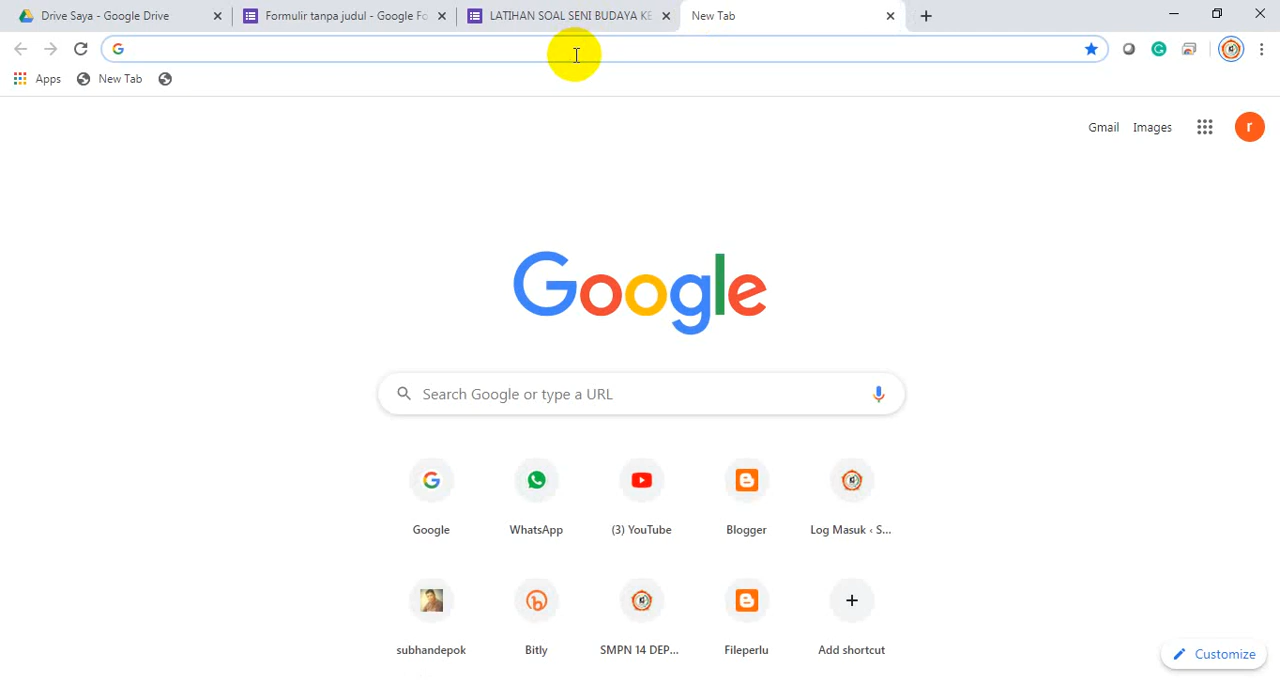 Drive Saya - Google Drive
Formulir tanpa judul - Google Fo
LATIHAN SOAL SENI BUDAYA KE
New Tab
Apps
New Tab
Gmail
Images
r
Google
Search Google or type a URL
Google
WhatsApp
(3) YouTube
Blogger
Log Masuk ‹ S...
subhandepok
Bitly
SMPN 14 DEP...
Fileperlu
Add shortcut
Customize